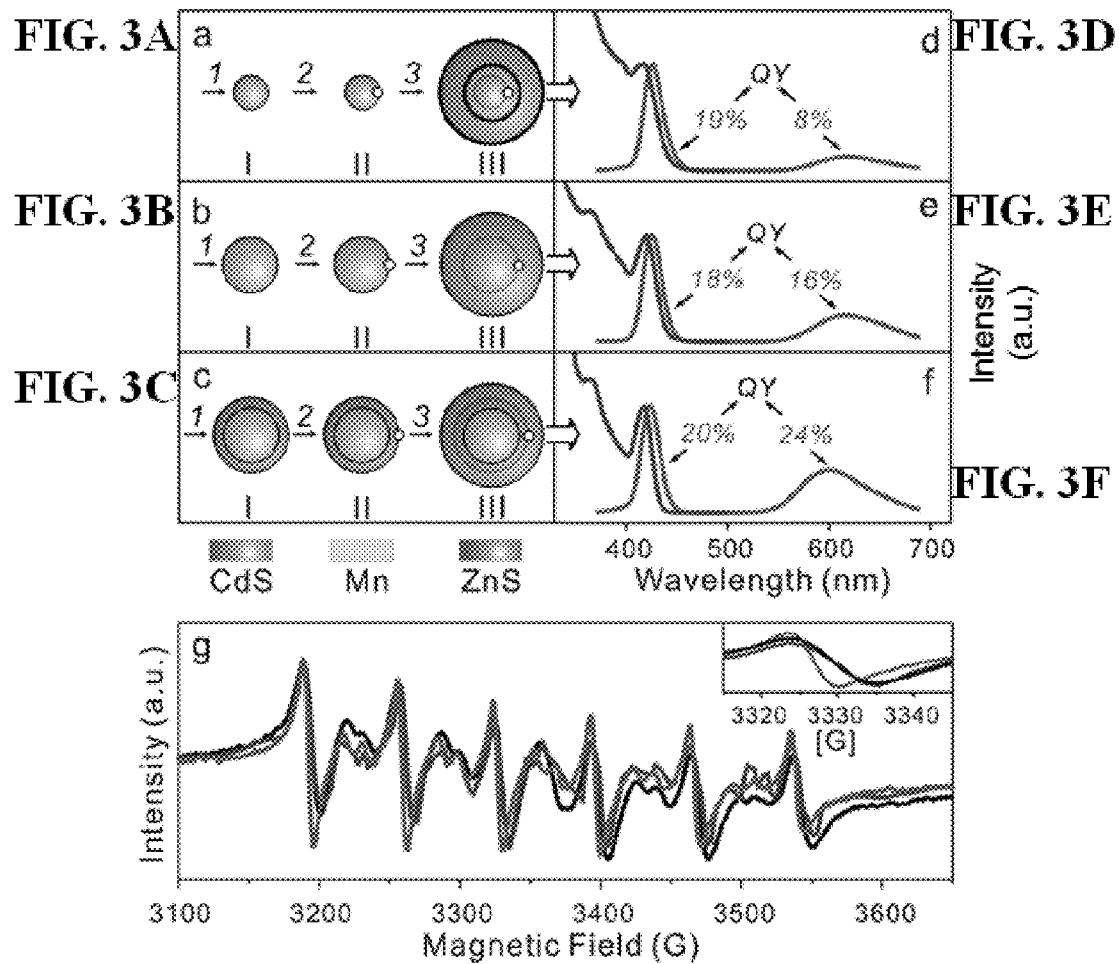 FIG. 3A
a
1 2 3
I II III
d
FIG. 3D
QY
19% 8%
FIG. 3B
b
1 2 3
I II III
e
FIG. 3E
QY
18% 16%
Intensity
(a.u.)
FIG. 3C
c
1 2 3
I II III
f
QY
20% 24%
FIG. 3F
400 500 600 700
Wavelength (nm)
CdS Mn ZnS
g
Intensity (a.u.)
3320 3330 3340
[G]
3100 3200 3300 3400 3500 3600
Magnetic Field (G)